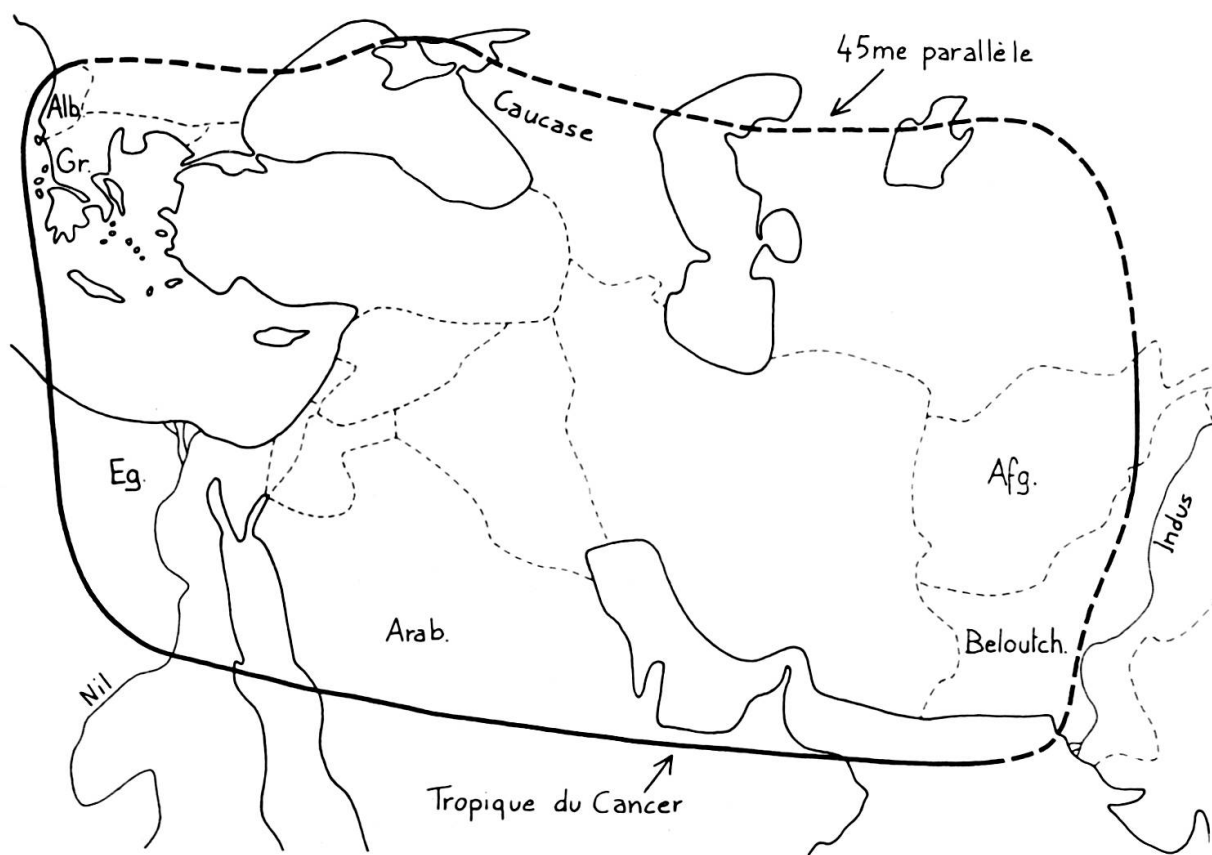 45me parallèle
Alb.
Caucase
Gr.
Eg.
Afg.
Indus
Arab.
Beloutch.
Nil
Tropique du Cancer